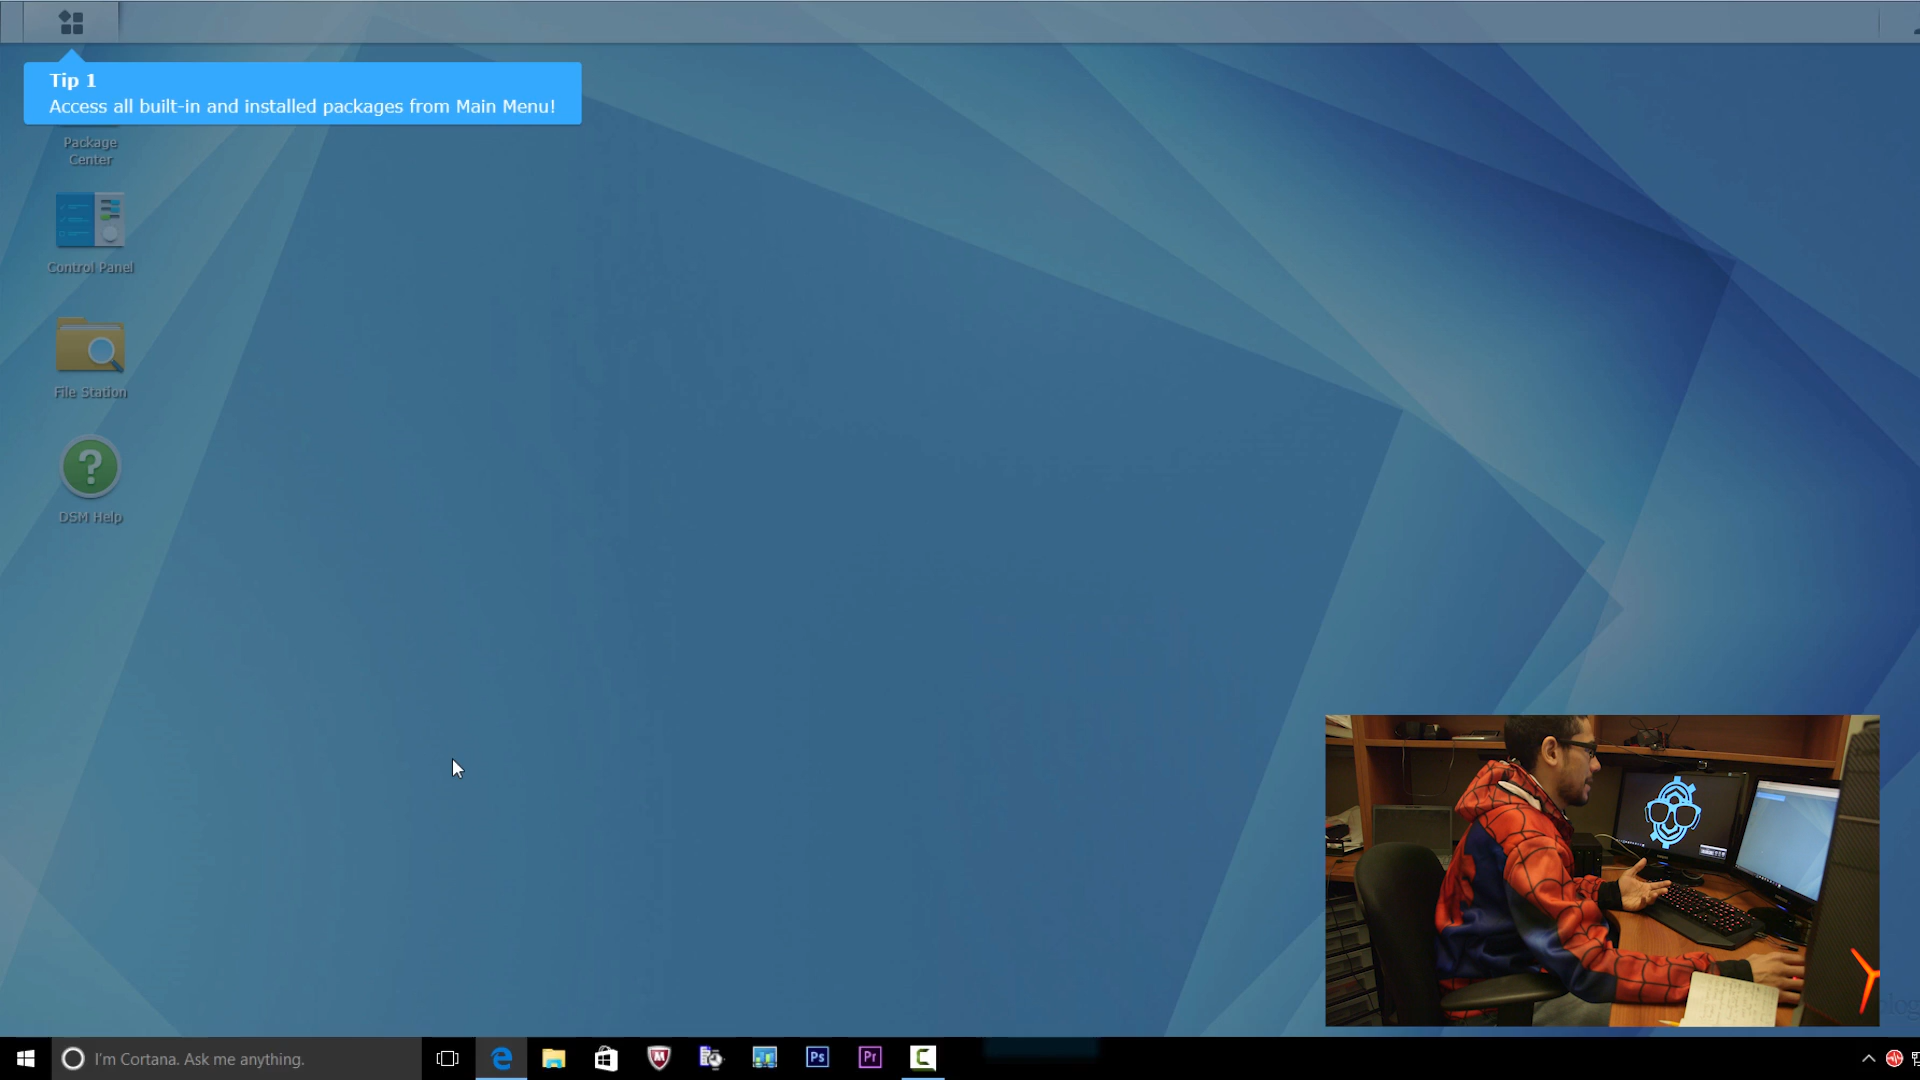 Tip 1
Access all built-in and installed packages from Main Menu!
Package
Center
Control Panel
File Station
?
DSM Help
I'm Cortana. Ask me anything.
Ps
Pr